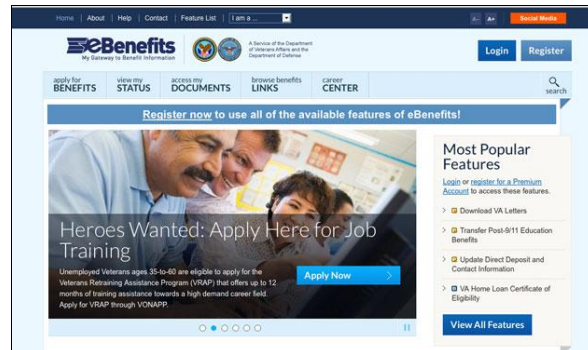 Home | About | Help | Contact | Feature List | I am a ...
A- A+ Social Media
eBenefits
My Gateway to Benefit Information
A Service of the Department
of Veterans Affairs and the
Department of Defense
Login Register
apply for
BENEFITS
view my
STATUS
access my
DOCUMENTS
browse benefits
LINKS
career
CENTER
search
Register now to use all of the available features of eBenefits!
Heroes Wanted: Apply Here for Job
Training
Unemployed Veterans ages 35-to-60 are eligible to apply for the
Veterans Retraining Assistance Program (VRAP) that offers up to 12
months of training assistance towards a high demand career field.
Apply for VRAP through VONAPP.
Apply Now
Most Popular
Features
Login or register for a Premium
Account to access these features.
Download VA Letters
Transfer Post-9/11 Education
Benefits
Update Direct Deposit and
Contact Information
VA Home Loan Certificate of
Eligibility
View All Features